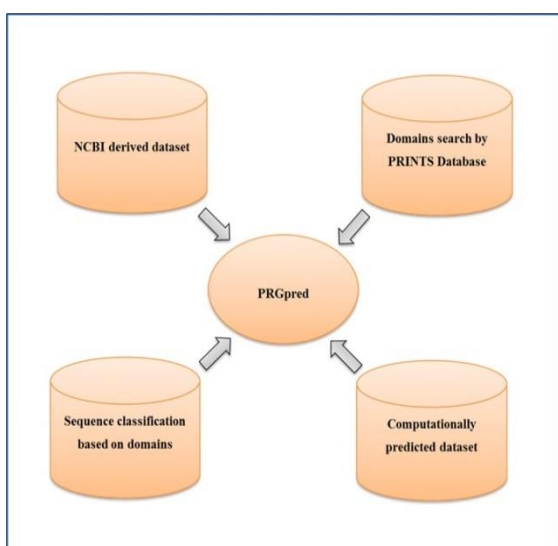 NCBI derived dataset
Domains search by
PRINTS Database
PRGpred
Sequence classification
based on domains
Computationally
predicted dataset